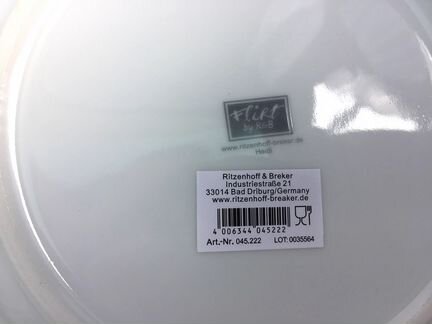 Flirt
by R&B
www.ritzenhoff-breker.de
Heidi
Ritzenhoff & Breker
Industriestraße 21
33014 Bad Driburg/Germany
www.ritzenhoff-breaker.de
4 006344 045222
Art.-Nr. 045.222 LOT: 0035564